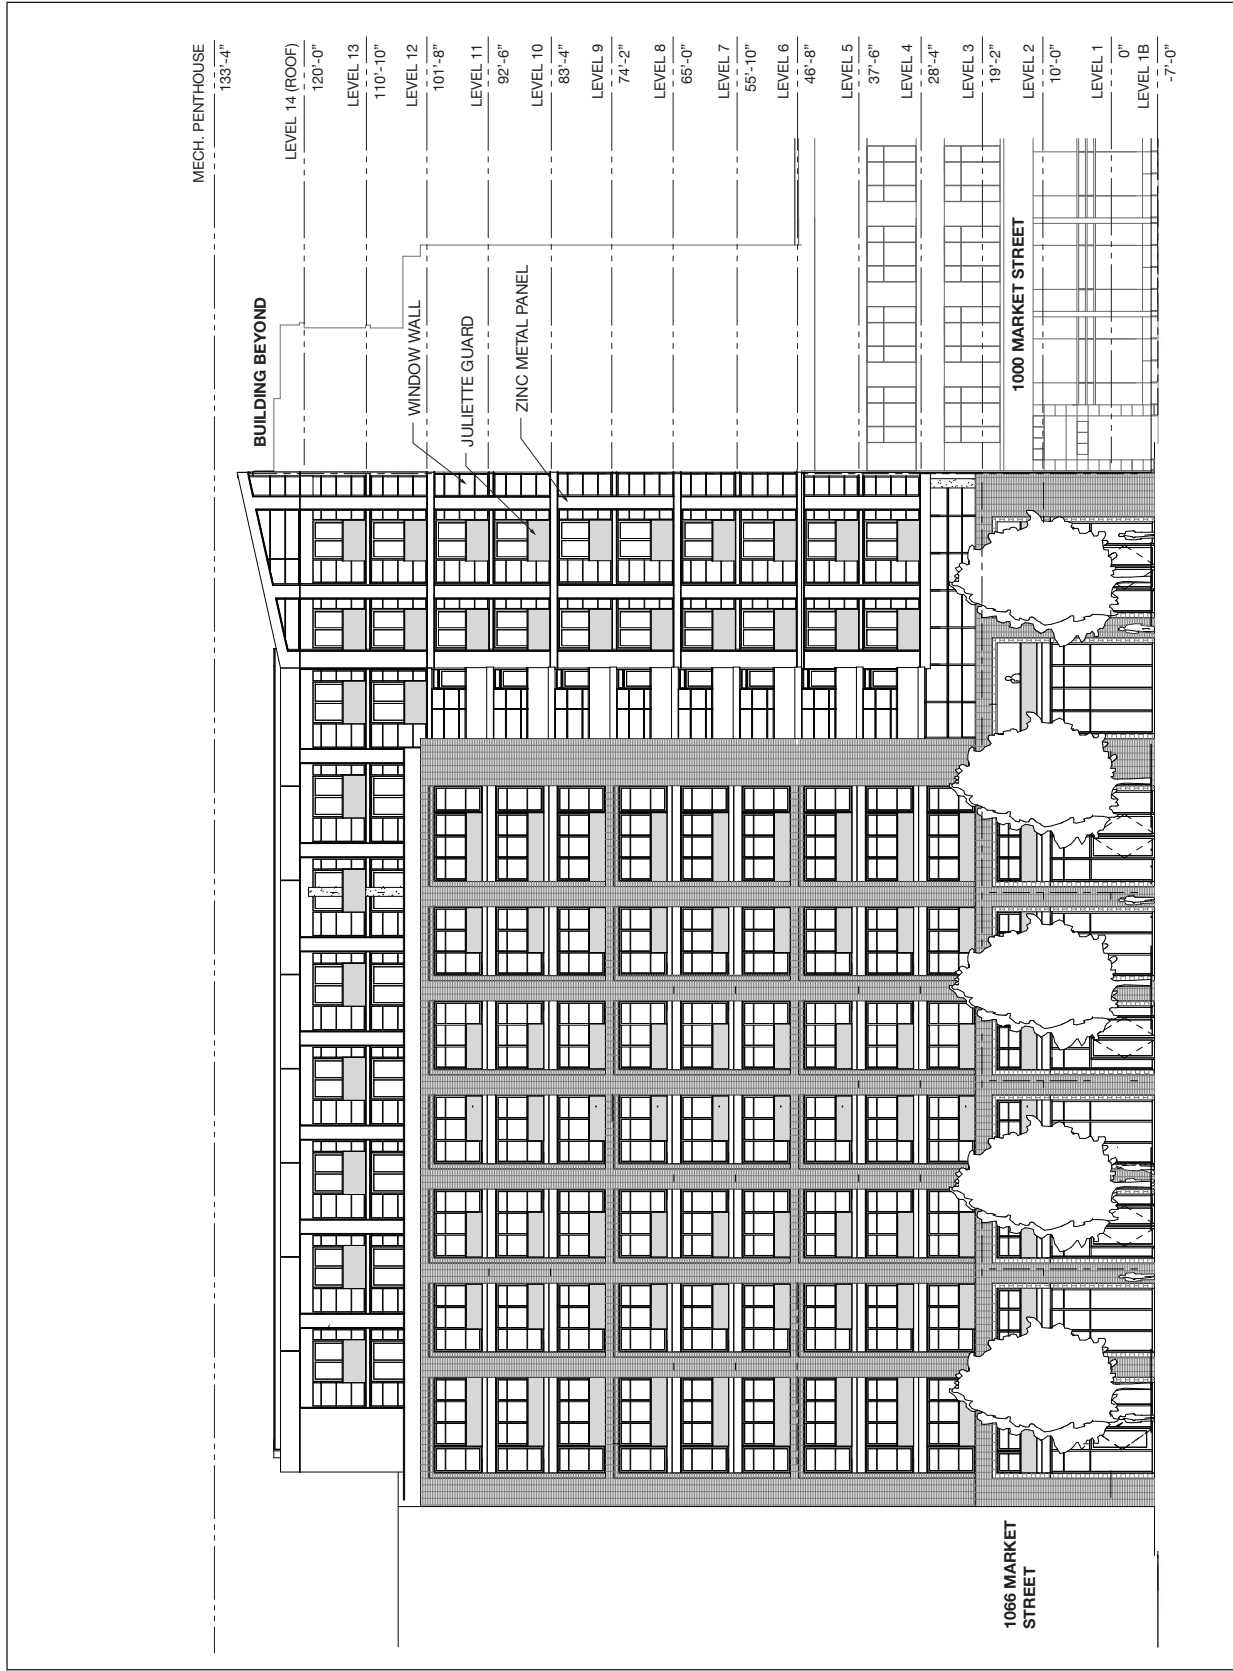 MECH. PENTHOUSE
133'-4"
LEVEL 14 (ROOF)
120'-0"
LEVEL 13
110'-10"
LEVEL 12
101'-8"
LEVEL 11
92'-6"
LEVEL 10
83'-4"
LEVEL 9
74'-2"
LEVEL 8
65'-0"
LEVEL 7
55'-10"
LEVEL 6
46'-8"
LEVEL 5
37'-6"
LEVEL 4
28'-4"
LEVEL 3
19'-2"
LEVEL 2
10'-0"
LEVEL 1
0"
LEVEL 1B
-7'-0"
BUILDING BEYOND
WINDOW WALL
JULIETTE GUARD
ZINC METAL PANEL
1000 MARKET STREET
1066 MARKET
STREET